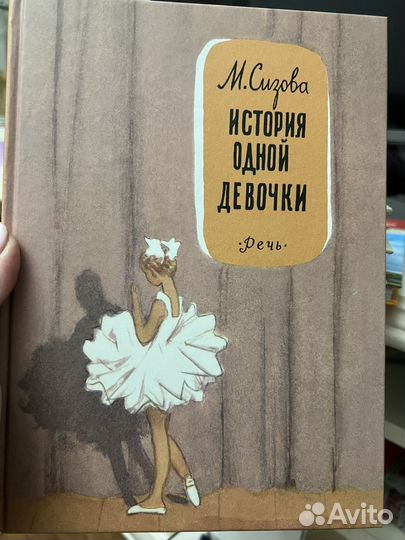 М. Сизова
ИСТОРИЯ
ОДНОЙ
ДЕВОЧКИ
·Речь·
Avito